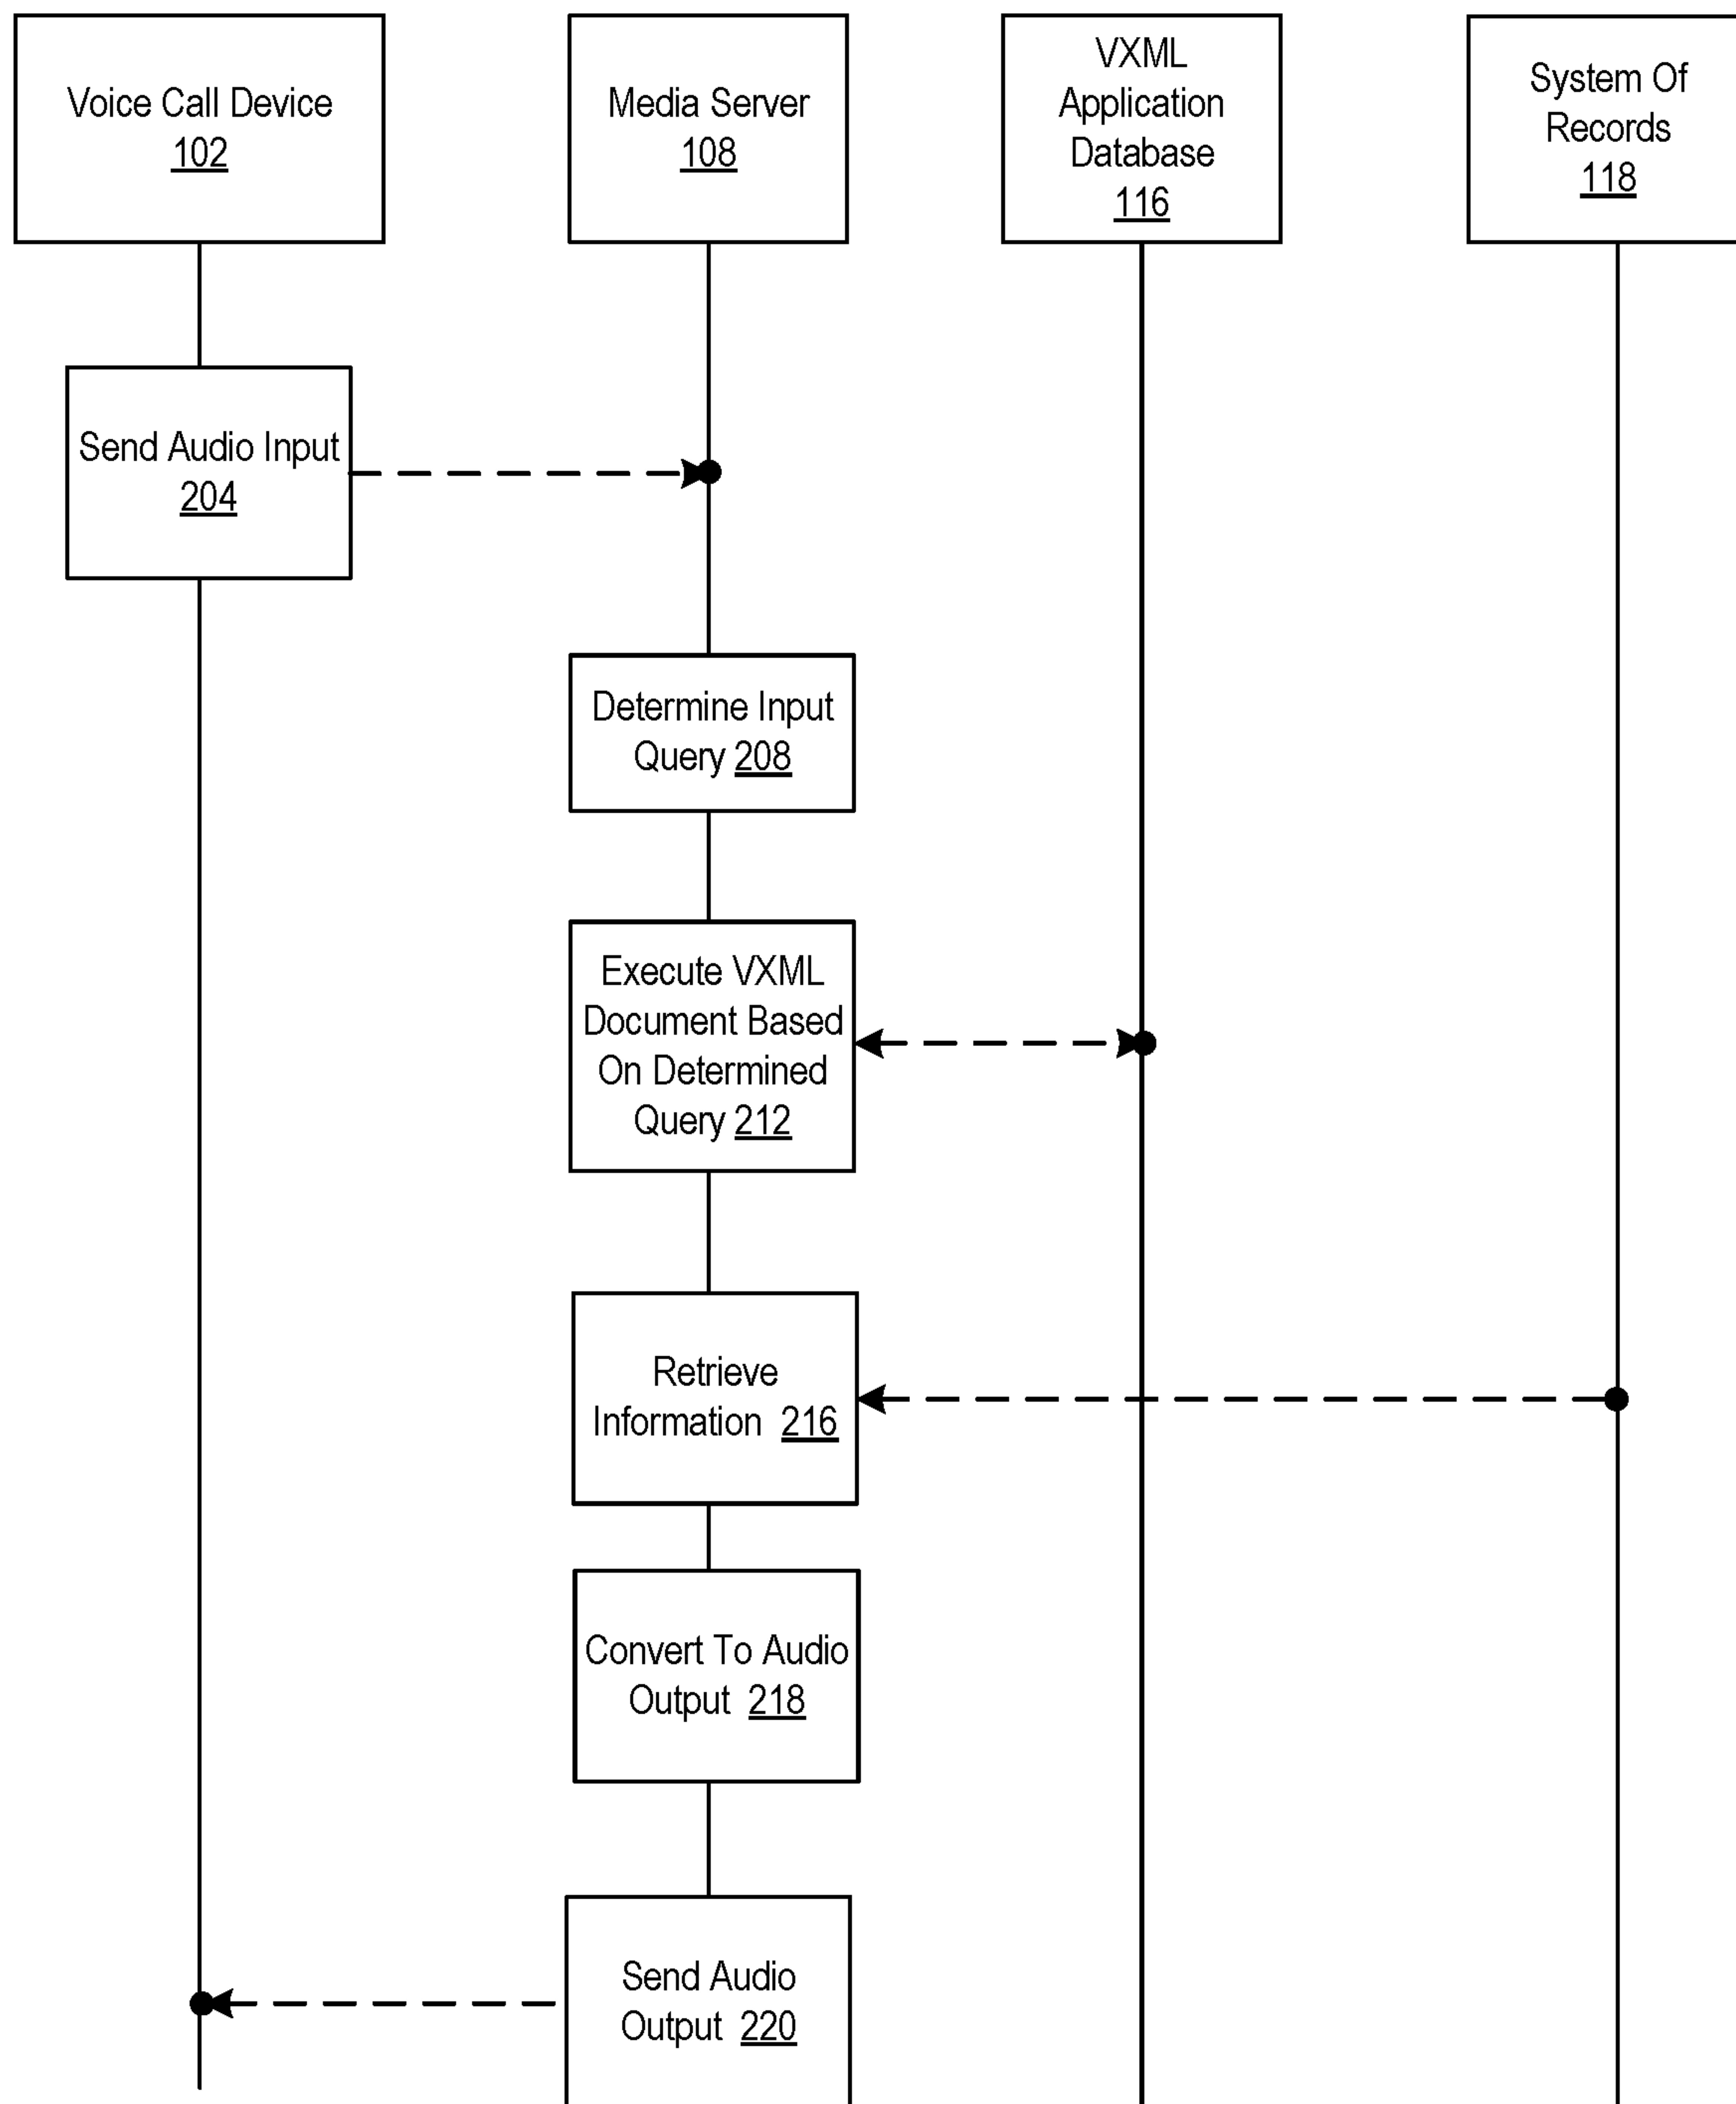 Voice Call Device
102
Media Server
108
VXML
Application
Database
116
System Of
Records
118
Send Audio Input
204
Determine Input
Query 208
Execute VXML
Document Based
On Determined
Query 212
Retrieve
Information 216
Convert To Audio
Output 218
Send Audio
Output 220